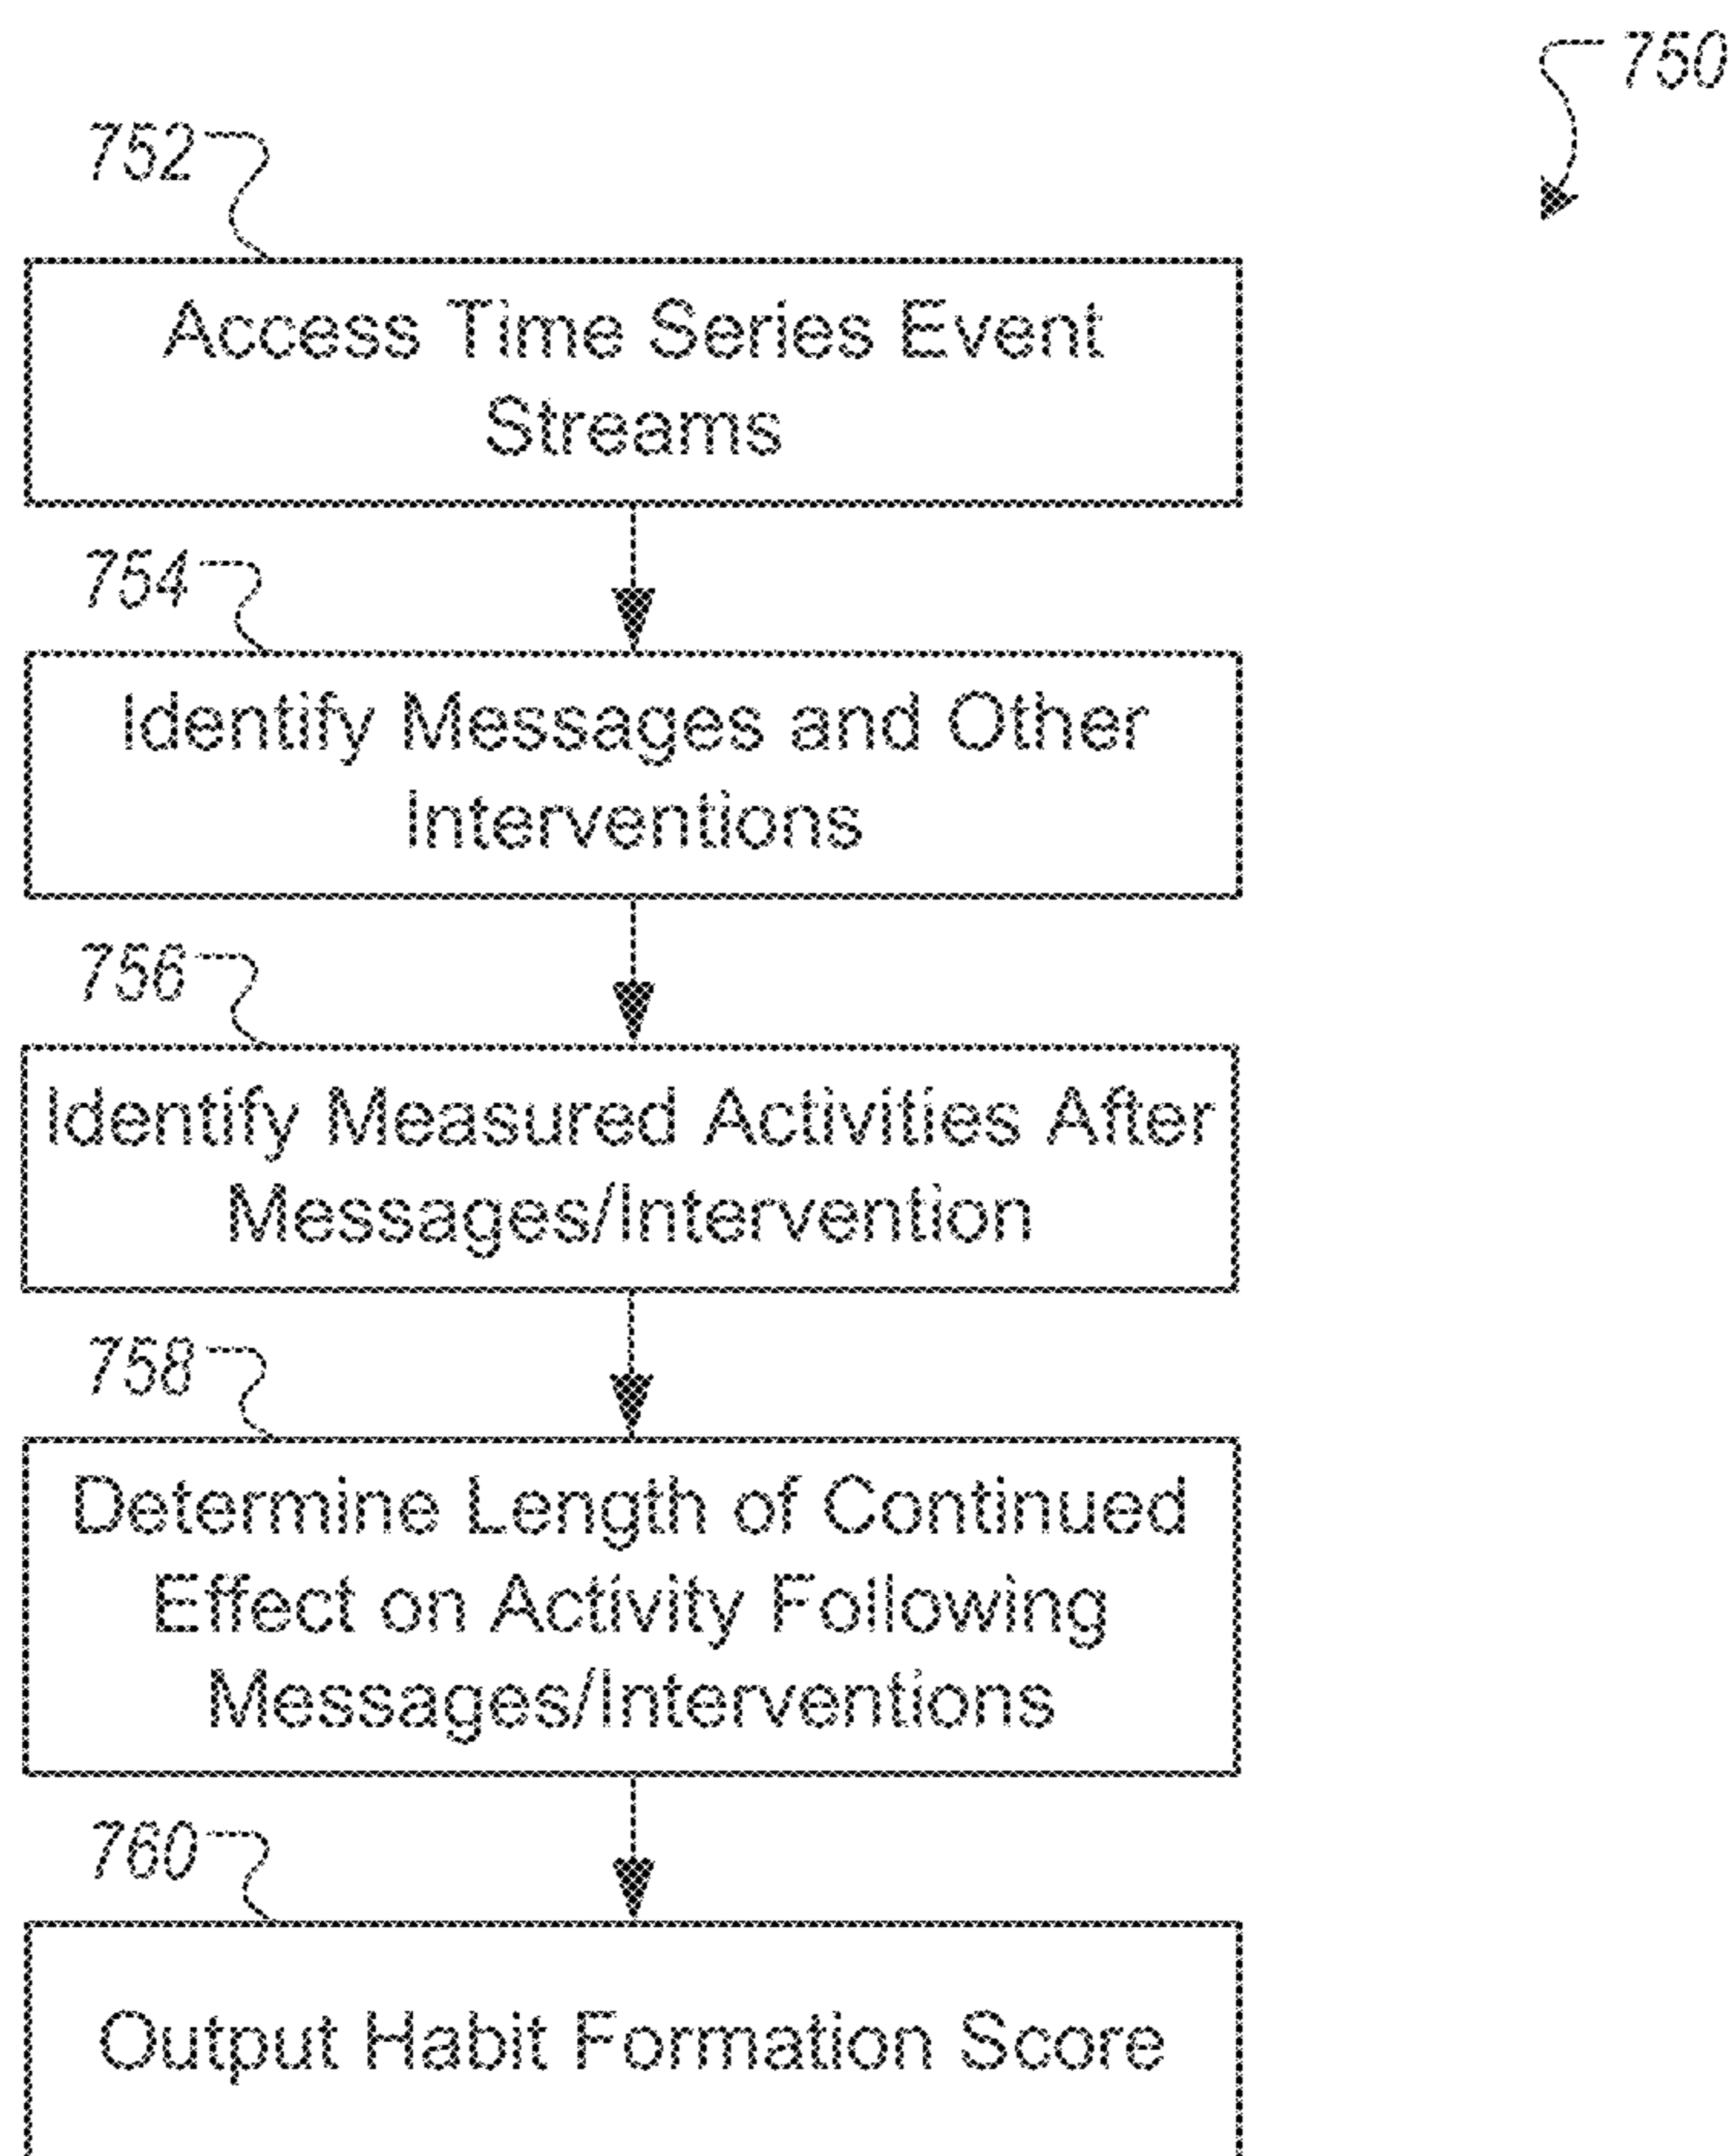 750
752
Access Time Series Event
Streams
754
Identify Messages and Other
Interventions
756
Identify Measured Activities After
Messages/Intervention
758
Determine Length of Continued
Effect on Activity Following
Messages/Interventions
760
Output Habit Formation Score